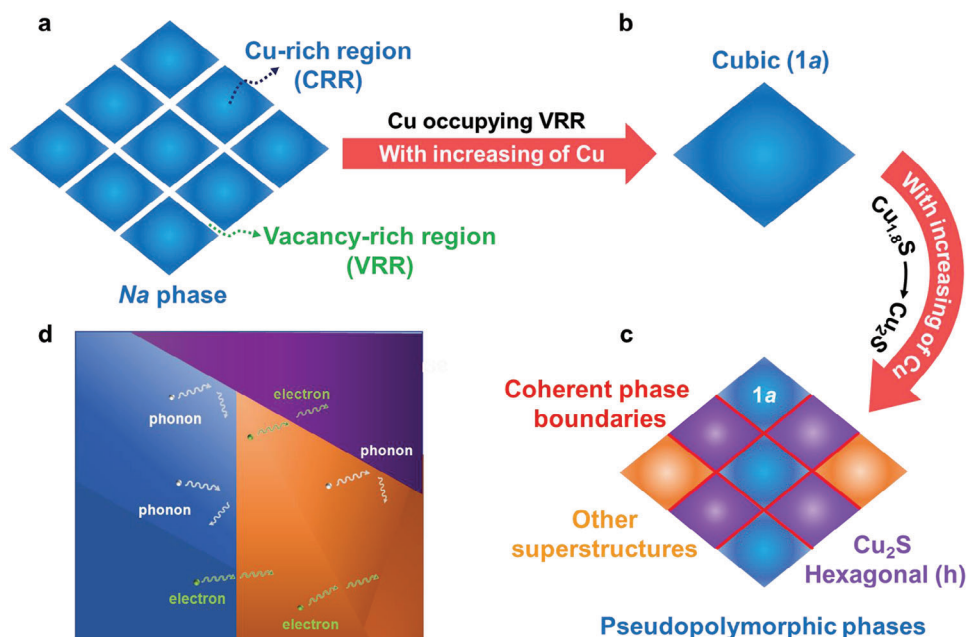 a
Cu-rich region
(CRR)
Vacancy-rich region
(VRR)
Na phase
Cu occupying VRR
With increasing of Cu
b
Cubic (1a)
With increasing of Cu
Cu1.8S
Cu2S
c
Coherent phase
boundaries
1a
Other
superstructures
Cu2S
Hexagonal (h)
Pseudopolymorphic phases
d
phonon
electron
phonon
phonon
electron
electron